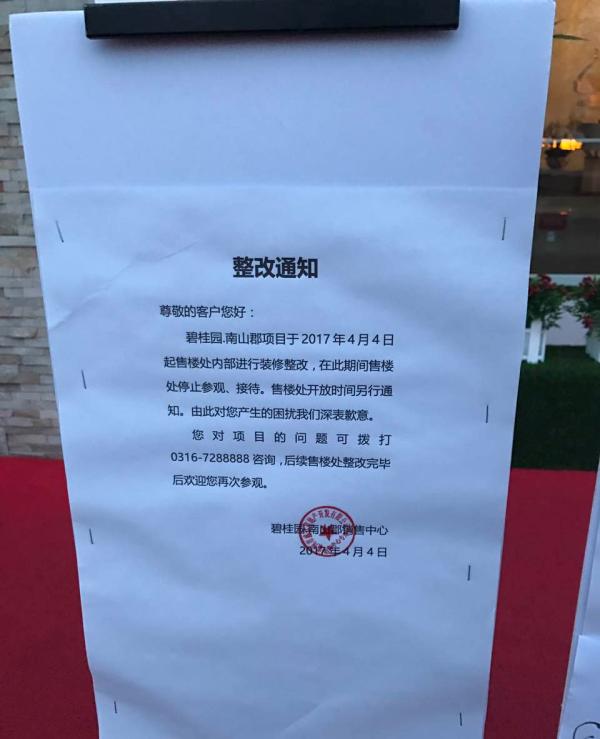 整改通知
尊敬的客户您好：
碧桂园.南山郡项目于2017年4月4日
起售楼处内部进行装修整改，在此期间售楼
处停止参观、接待。售楼处开放时间另行通
知。由此对您产生的困扰我们深表歉意。
您对项目的问题可拨打
0316-7288888咨询，后续售楼处整改完毕
后欢迎您再次参观。
碧桂园.南山郡销售中心
2017年4月4日